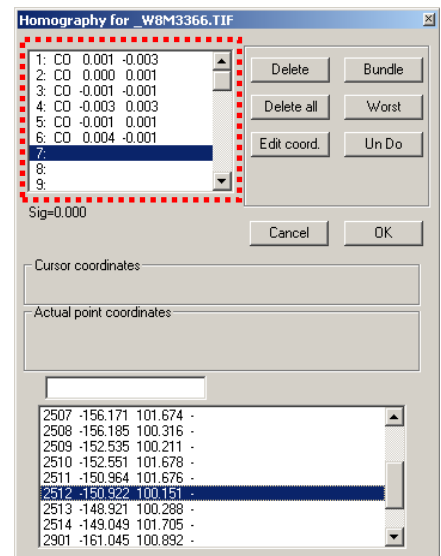 Homography for _W8M3366.TIF
1: CO 0.001 -0.003
2: CO 0.000 0.001
3: CO -0.001 -0.001
4: CO -0.003 0.003
5: CO -0.001 0.001
6: CO 0.004 -0.001
7:
8:
9:
Delete Bundle
Delete all Worst
Edit coord. Un Do
Sig=0.000
Cancel OK
Cursor coordinates
Actual point coordinates
2507 -156.171 101.674 -
2508 -156.185 100.316 -
2509 -152.535 100.211 -
2510 -152.551 101.678 -
2511 -150.964 101.676 -
2512 -150.922 100.151 -
2513 -148.921 100.288 -
2514 -149.049 101.705 -
2901 -161.045 100.892 -